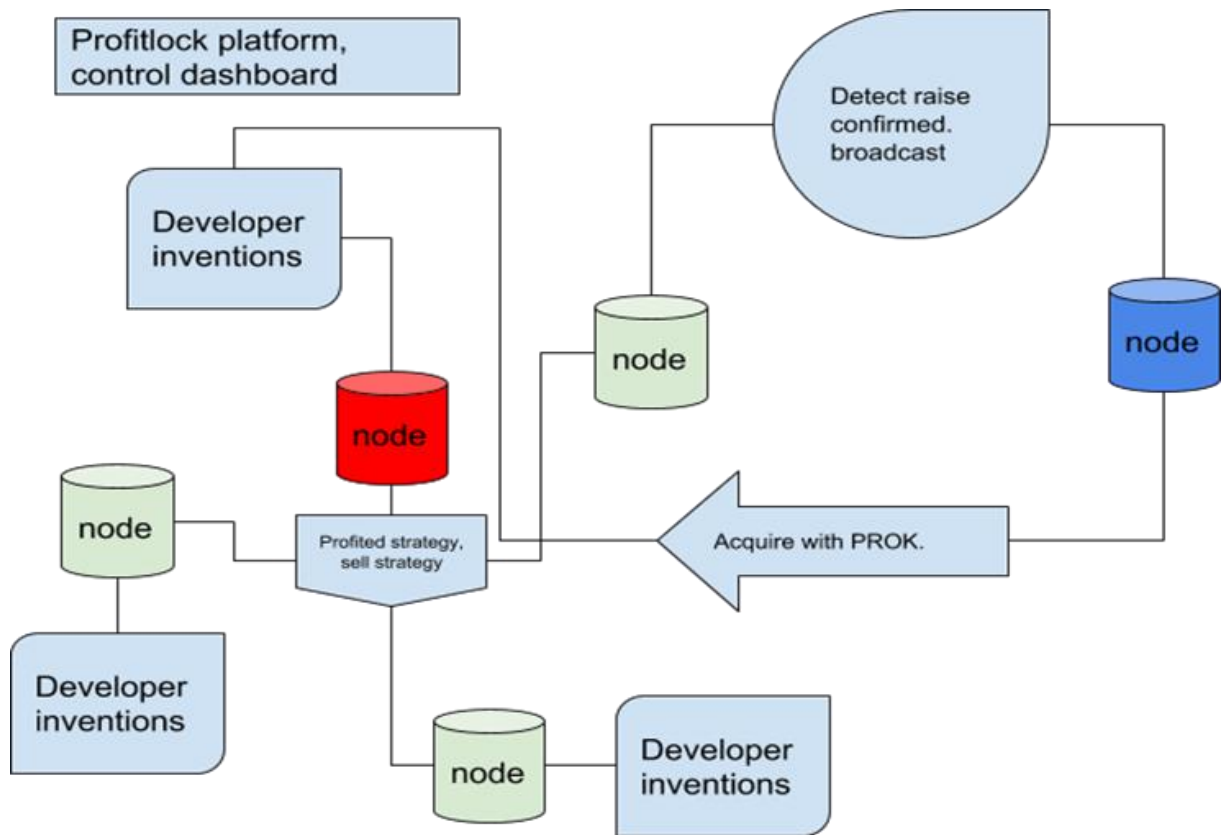 Profitlock platform,
control dashboard
Detect raise
confirmed.
broadcast
Developer
inventions
node
node
node
node
Profited strategy,
sell strategy
Acquire with PROK.
Developer
inventions
node
Developer
inventions